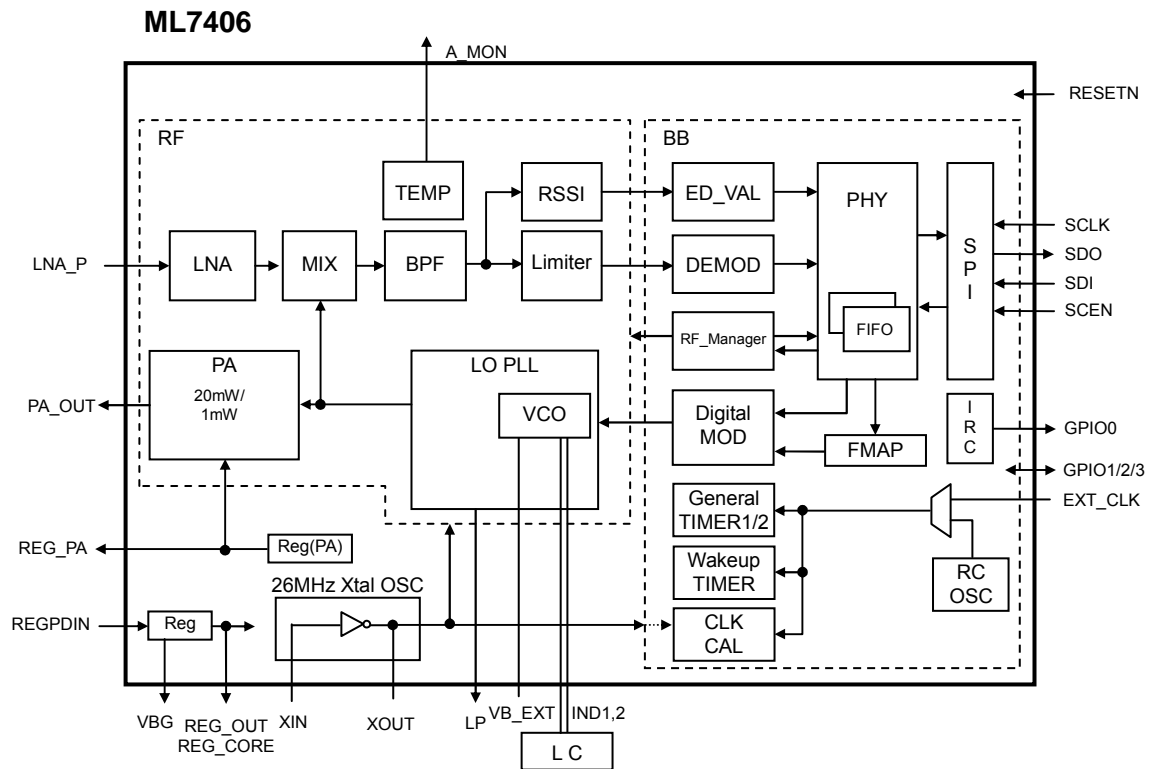 ML7406
A_MON
RESETN
RF
BB
TEMP
RSSI
ED_VAL
PHY
S
P
I
SCLK
SDO
SDI
SCEN
LNA_P
LNA
MIX
BPF
Limiter
DEMOD
FIFO
RF_Manager
PA
20mW/
1mW
LO PLL
VCO
PA_OUT
Digital
MOD
FMAP
I
R
C
GPIO0
GPIO1/2/3
EXT_CLK
General
TIMER1/2
REG_PA
Reg(PA)
Wakeup
TIMER
RC
OSC
26MHz Xtal OSC
REGPDIN
Reg
CLK
CAL
VBG
REG_OUT
REG_CORE
XIN
XOUT
LP
VB_EXT
IND1,2
L C